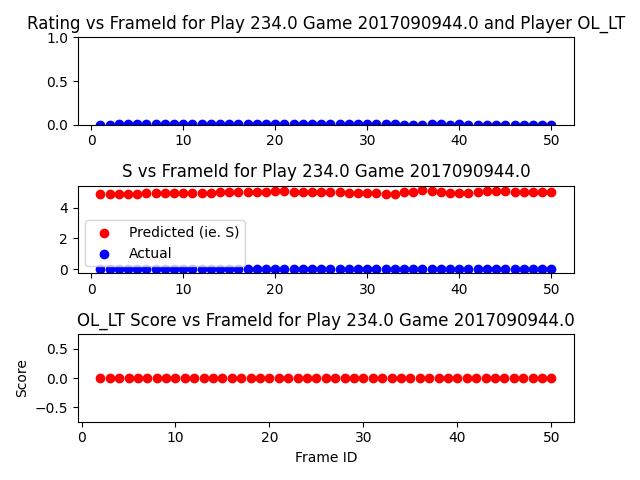 Rating vs FrameId for Play 234.0 Game 2017090944.0 and Player OL_LT
1.0
0.5
0.0
0 10 20 30 40 50
S vs FrameId for Play 234.0 Game 2017090944.0
4
2
0
Predicted (ie. S)
Actual
0 10 20 30 40 50
OL_LT Score vs FrameId for Play 234.0 Game 2017090944.0
Score
0.5
0.0
−0.5
0 10 20 30 40 50
Frame ID